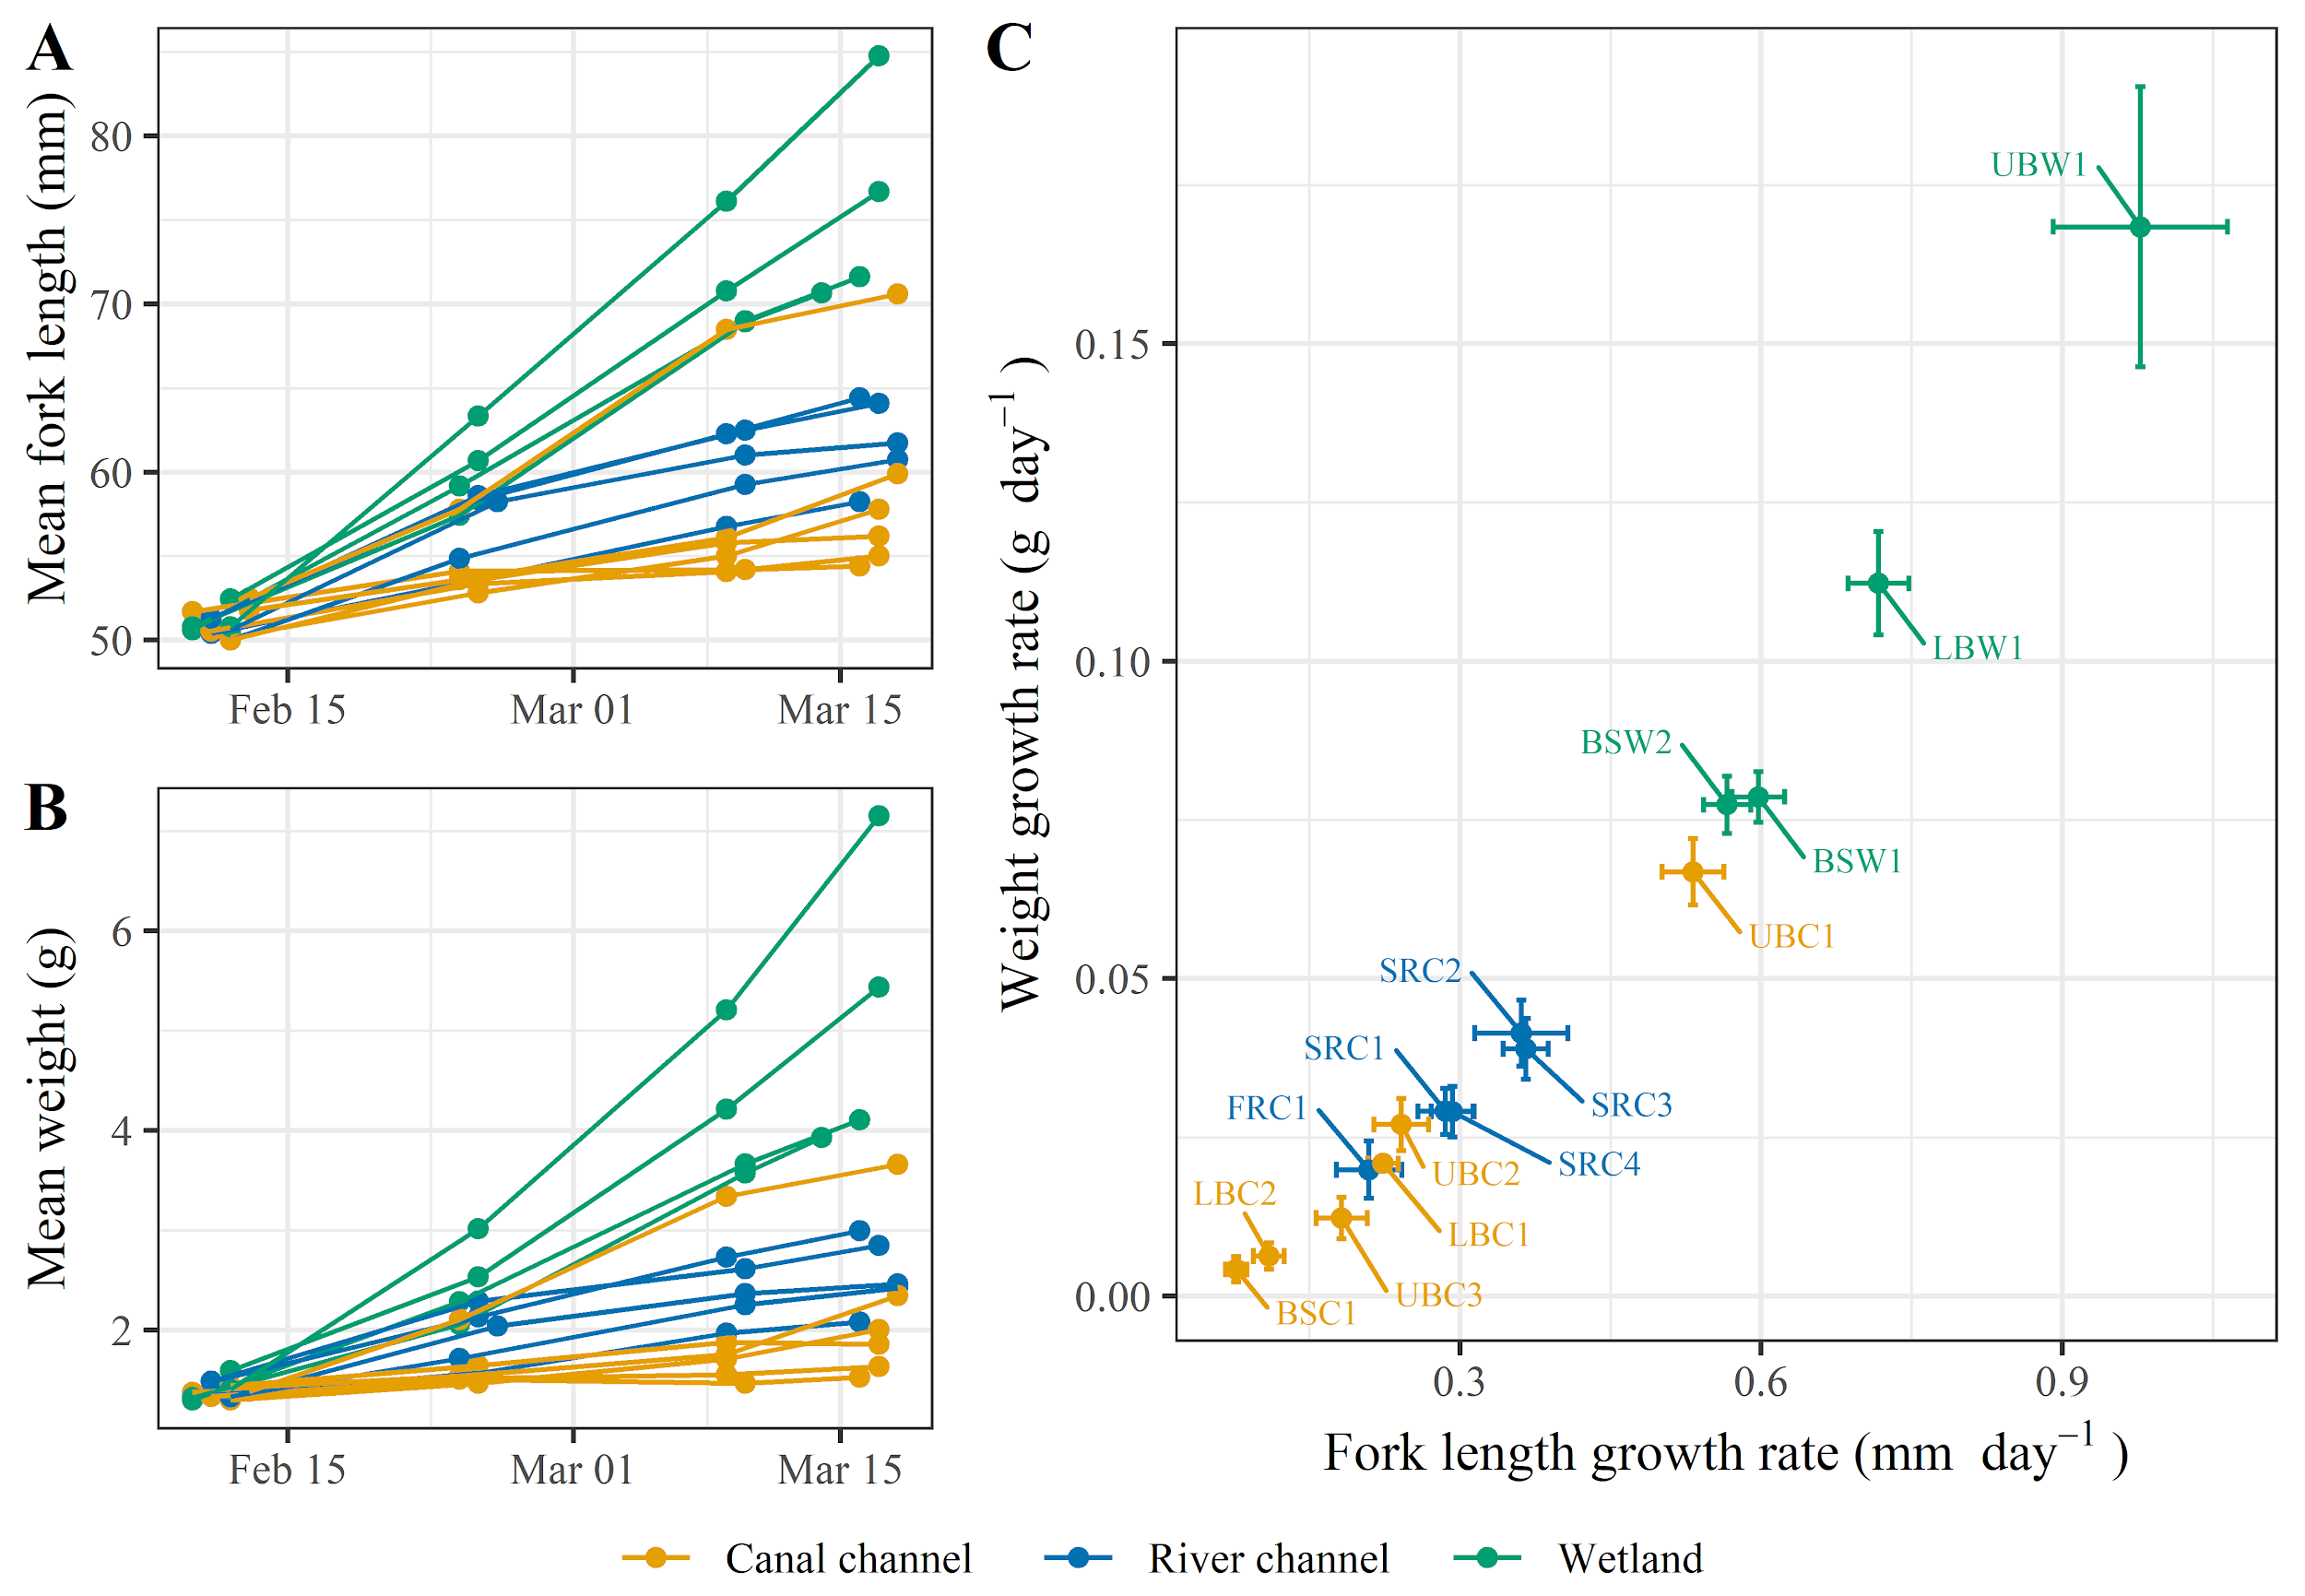 A
Mean fork length (mm)
80
70
60
50
Feb 15 Mar 01 Mar 15
B
Mean weight (g)
6
4
2
Feb 15 Mar 01 Mar 15
C
Weight growth rate (g day⁻¹ )
0.15
0.10
0.05
0.00
UBW1
LBW1
BSW2
BSW1
UBC1
SRC2
SRC1
SRC3
FRC1
SRC4
UBC2
LBC2
LBC1
UBC3
BSC1
0.3 0.6 0.9
Fork length growth rate (mm day⁻¹ )
Canal channel River channel Wetland